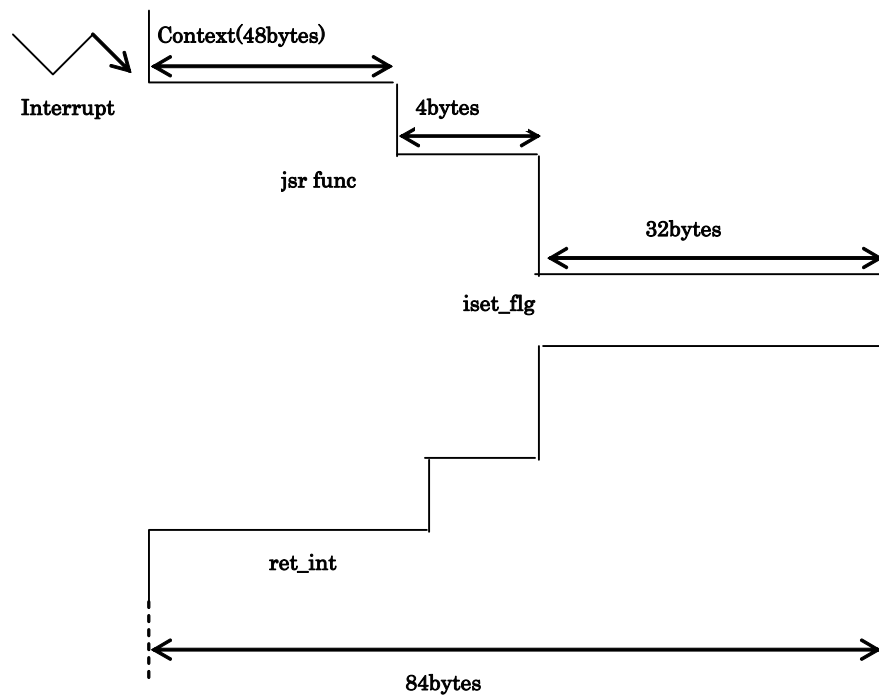 Context(48bytes)
Interrupt
4bytes
jsr func
32bytes
iset_flg
ret_int
84bytes